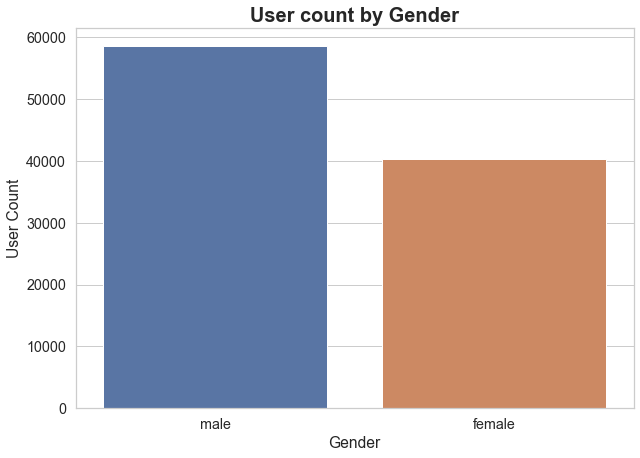 User count by Gender
60000
50000
40000
30000
20000
10000
0
User Count
male
female
Gender